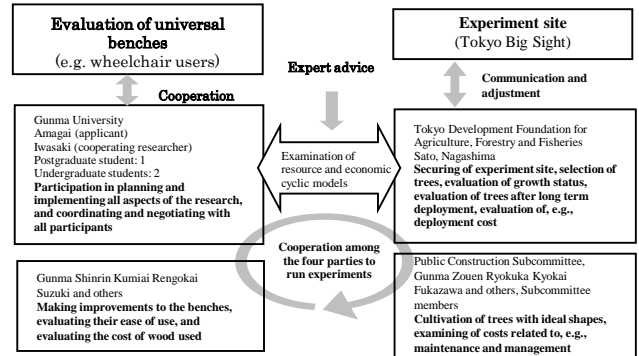 Evaluation of universal
benches
(e.g. wheelchair users)
Experiment site
(Tokyo Big Sight)
Expert advice
Cooperation
Communication and
adjustment
Gunma University
Amagai (applicant)
Iwasaki (cooperating researcher)
Postgraduate student: 1
Undergraduate students: 2
Participation in planning and
implementing all aspects of the research,
and coordinating and negotiating with
all participants
Examination of
resource and economic
cyclic models
Tokyo Development Foundation for
Agriculture, Forestry and Fisheries
Sato, Nagashima
Securing of experiment site, selection of
trees, evaluation of growth status,
evaluation of trees after long term
deployment, evaluation of, e.g.,
deployment cost
Cooperation among
the four parties to
run experiments
Gunma Shinrin Kumiai Rengokai
Suzuki and others
Making improvements to the benches,
evaluating their ease of use, and
evaluating the cost of wood used
Public Construction Subcommittee,
Gunma Zouen Ryokuka Kyokai
Fukazawa and others, Subcommittee
members
Cultivation of trees with ideal shapes,
examining of costs related to, e.g.,
maintenance and management